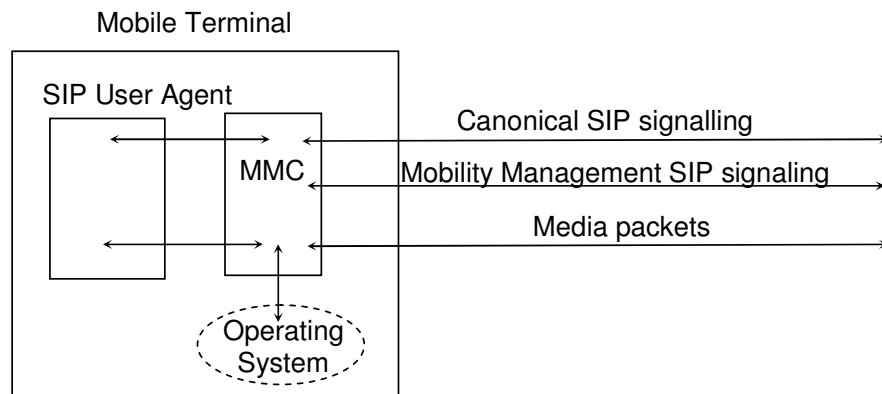 Mobile Terminal
SIP User Agent
Canonical SIP signalling
MMC
Mobility Management SIP signaling
Media packets
Operating
System